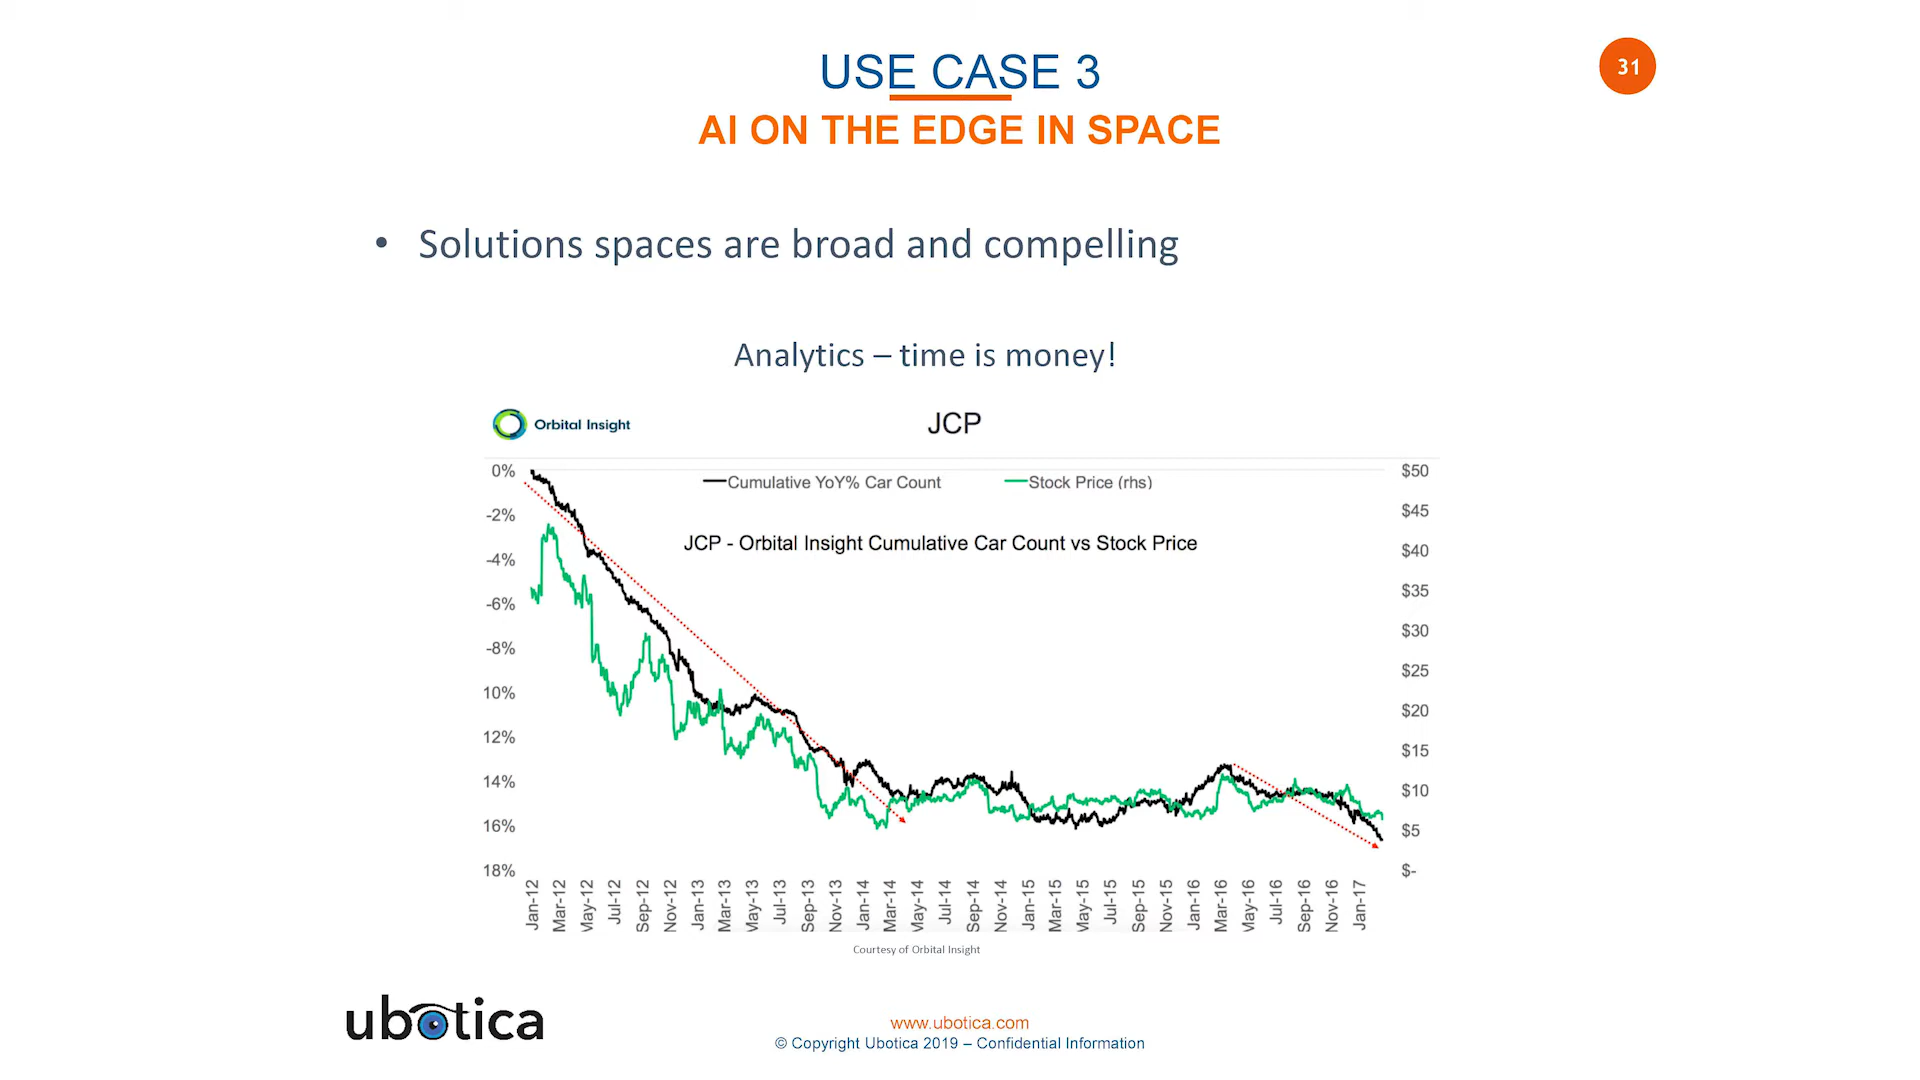 USE CASE 3
31
AI ON THE EDGE IN SPACE
• Solutions spaces are broad and compelling
Analytics – time is money!
Orbital Insight
JCP
Cumulative YoY% Car Count
Stock Price (rhs)
JCP - Orbital Insight Cumulative Car Count vs Stock Price
0%
-2%
-4%
-6%
-8%
10%
12%
14%
16%
18%
$50
$45
$40
$35
$30
$25
$20
$15
$10
$5
$-
Jan-12
Mar-12
May-12
Jul-12
Sep-12
Nov-12
Jan-13
Mar-13
May-13
Jul-13
Sep-13
Nov-13
Jan-14
Mar-14
May-14
Jul-14
Sep-14
Nov-14
Jan-15
Mar-15
May-15
Jul-15
Sep-15
Nov-15
Jan-16
Mar-16
May-16
Jul-16
Sep-16
Nov-16
Jan-17
Courtesy of Orbital Insight
ubotica
www.ubotica.com
© Copyright Ubotica 2019 – Confidential Information